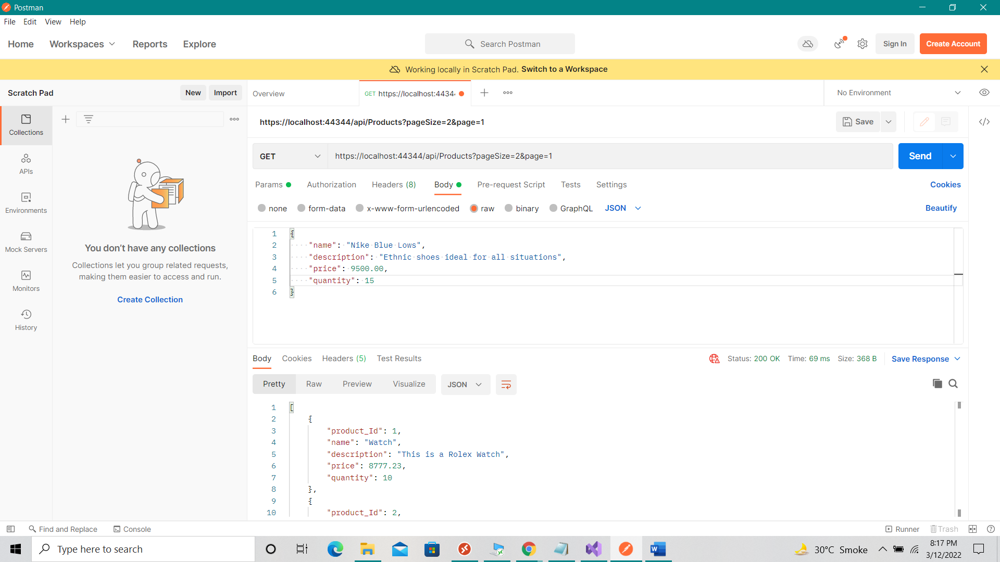 Postman
File Edit View Help
Home Workspaces Reports Explore
Search Postman
Sign In
Create Account
Working locally in Scratch Pad. Switch to a Workspace
Scratch Pad
New
Import
Overview
GET https://localhost:4434
No Environment
Collections
APIs
Environments
Mock Servers
Monitors
History
You don’t have any collections
Collections let you group related requests,
making them easier to access and run.
Create Collection
https://localhost:44344/api/Products?pageSize=2&page=1
Save
GET
https://localhost:44344/api/Products?pageSize=2&page=1
Send
Params Authorization Headers (8) Body Pre-request Script Tests Settings
Cookies
none form-data x-www-form-urlencoded raw binary GraphQL JSON
Beautify
1 {
2 "name": "Nike Blue Lows",
3 "description": "Ethnic shoes ideal for all situations",
4 "price": 9500.00,
5 "quantity": 15
6 }
Body Cookies Headers (5) Test Results
Status: 200 OK Time: 69 ms Size: 368 B
Save Response
Pretty Raw Preview Visualize JSON
1 [
2 {
3 "product_Id": 1,
4 "name": "Watch",
5 "description": "This is a Rolex Watch",
6 "price": 8777.23,
7 "quantity": 10
8 },
9 {
10 "product_Id": 2,
Find and Replace
Console
Runner
Trash
Type here to search
30°C Smoke
8:17 PM
3/12/2022